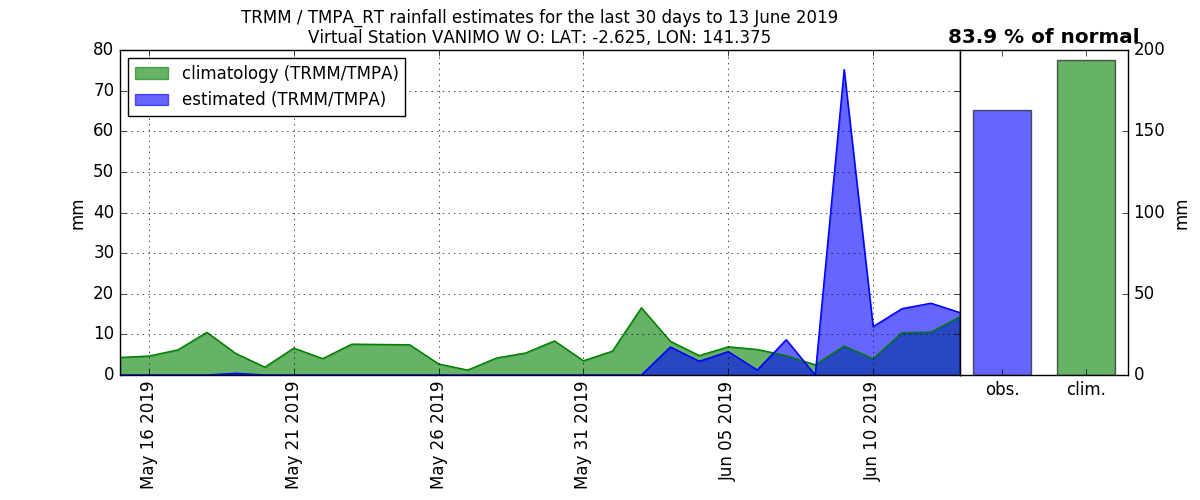 TRMM / TMPA_RT rainfall estimates for the last 30 days to 13 June 2019
Virtual Station VANIMO W O: LAT: -2.625, LON: 141.375
83.9 % of normal
climatology (TRMM/TMPA)
estimated (TRMM/TMPA)
80
70
60
50
40
30
20
10
0
mm
May 16 2019
May 21 2019
May 26 2019
May 31 2019
Jun 05 2019
Jun 10 2019
obs.
clim.
200
150
100
50
0
mm